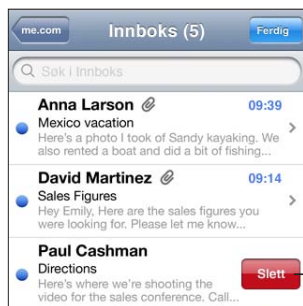 me.com Innboks (5) Ferdig
Søk i Innboks
Anna Larson 09:39
Mexico vacation
Here's a photo I took of Sandy kayaking. We
also rented a boat and did a bit of fishing...
David Martinez 09:14
Sales Figures
Hey Emily, Here are the sales figures you
were looking for. Please let me know...
Paul Cashman
Directions
Slett
Here's where we're shooting the
video for the sales conference. Call...